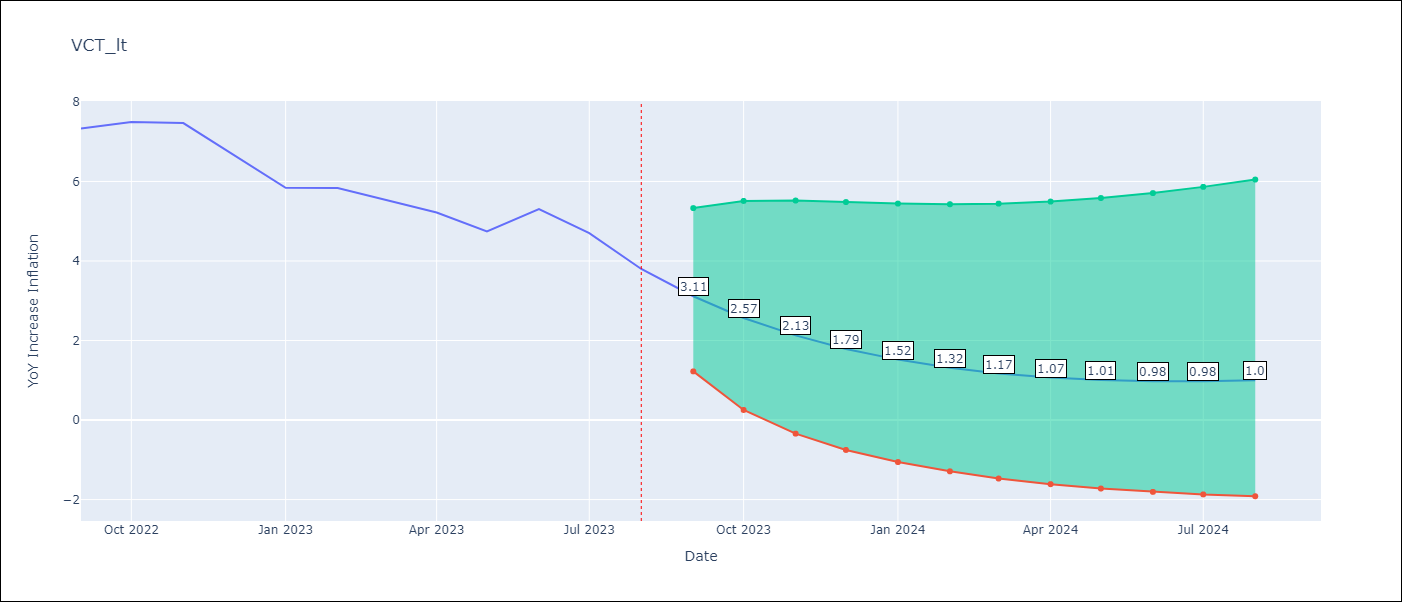 VCT_lt
8
6
4
2
0
−2
YoY Increase Inflation
3.11
2.57
2.13
1.79
1.52
1.32
1.17
1.07
1.01
0.98
0.98
1.0
Oct 2022
Jan 2023
Apr 2023
Jul 2023
Oct 2023
Jan 2024
Apr 2024
Jul 2024
Date